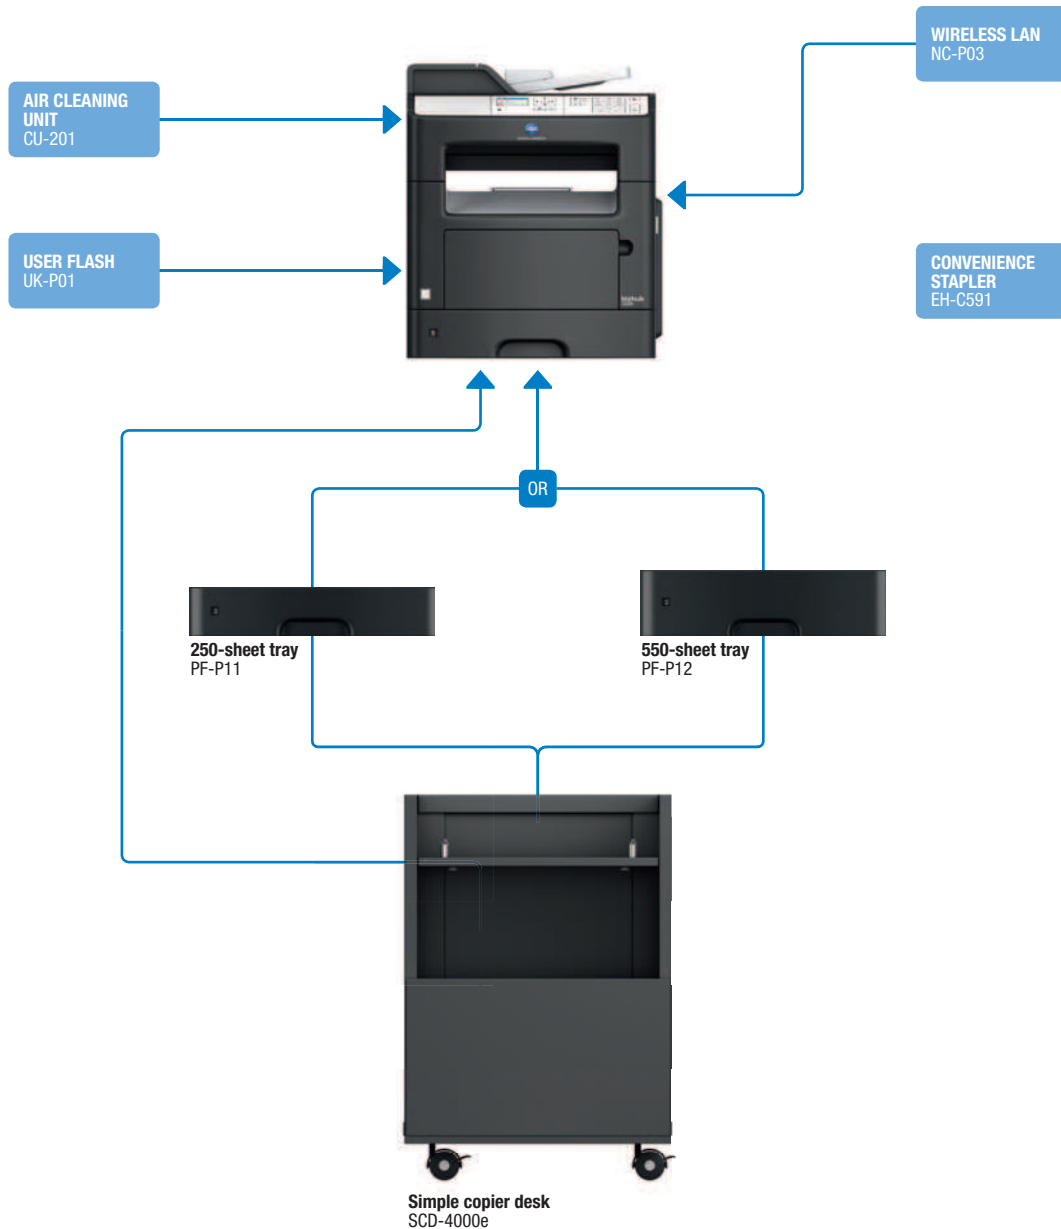 WIRELESS LAN
NC-P03
AIR CLEANING
UNIT
CU-201
USER FLASH
UK-P01
CONVENIENCE
STAPLER
EH-C591
OR
250-sheet tray
PF-P11
550-sheet tray
PF-P12
Simple copier desk
SCD-4000e